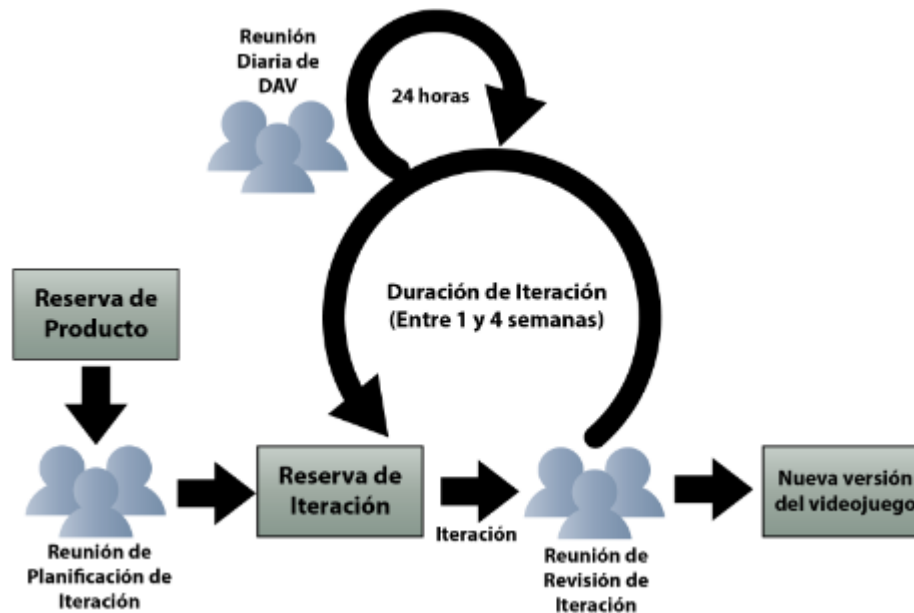 Reunión
Diaria de
DAV
24 horas
Duración de Iteración
(Entre 1 y 4 semanas)
Reserva de
Producto
Reserva de
Iteración
Iteración
Nueva versión
del videojuego
Reunión de
Planificación de
Iteración
Reunión de
Revisión de
Iteración